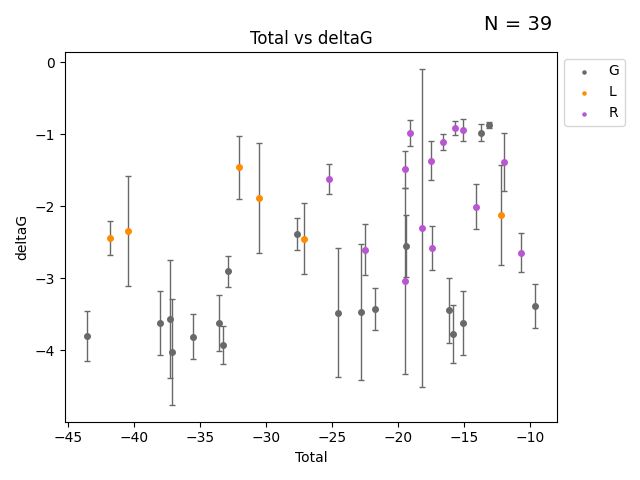 N = 39
Total vs deltaG
G
L
R
deltaG
0
−1
−2
−3
−4
−45
−40
−35
−30
−25
−20
−15
−10
Total